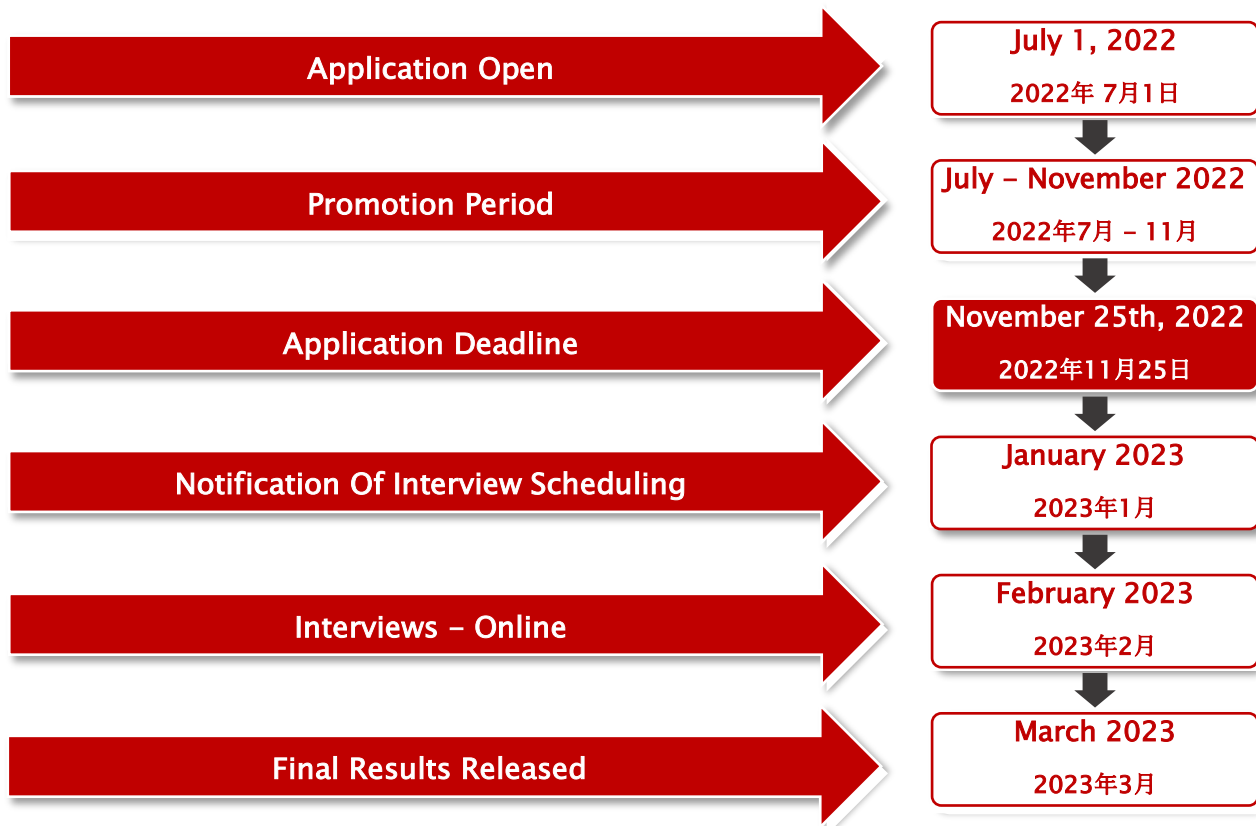 Application Open
July 1, 2022
2022年 7月1日
Promotion Period
July – November 2022
2022年7月 – 11月
Application Deadline
November 25th, 2022
2022年11月25日
Notification Of Interview Scheduling
January 2023
2023年1月
Interviews – Online
February 2023
2023年2月
Final Results Released
March 2023
2023年3月